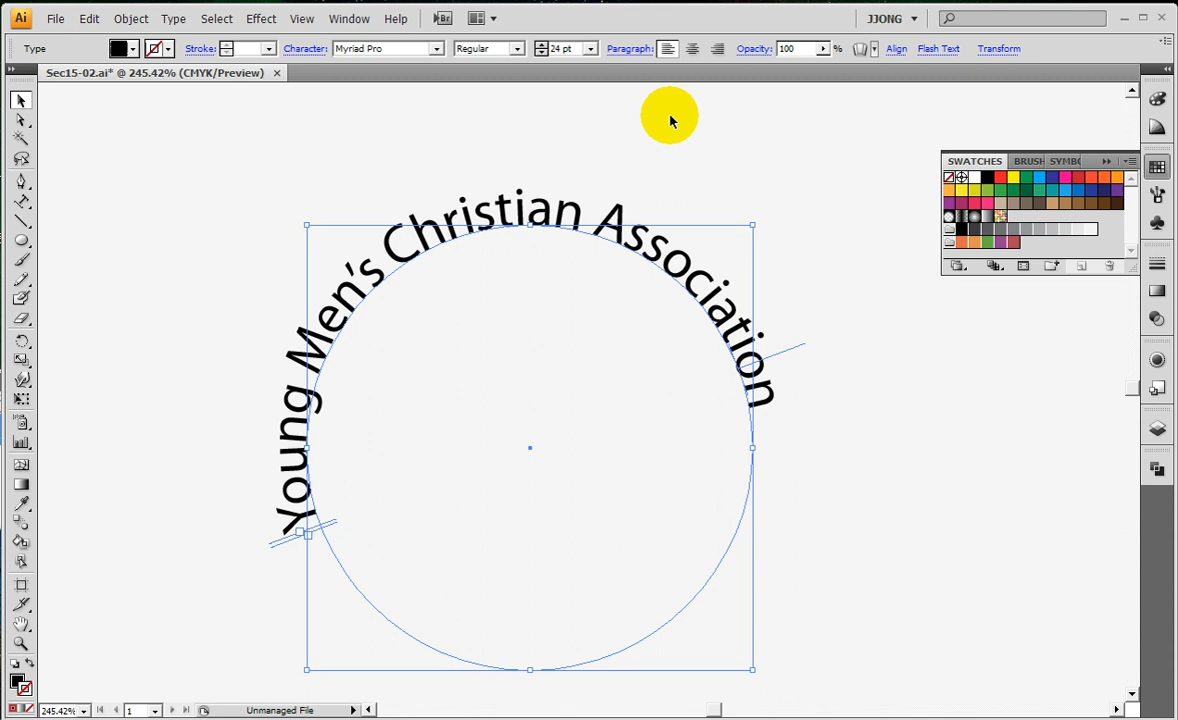 Ai File Edit Object Type Select Effect View Window Help Br JJONG
Type Stroke: Character: Myriad Pro Regular 24 pt Paragraph: Opacity: 100 % Align Flash Text Transform
Sec15-02.ai* @ 245.42% (CMYK/Preview)
SWATCHES BRUSH SYMBO
Young Men's Christian Association
245.42% 1 Unmanaged File